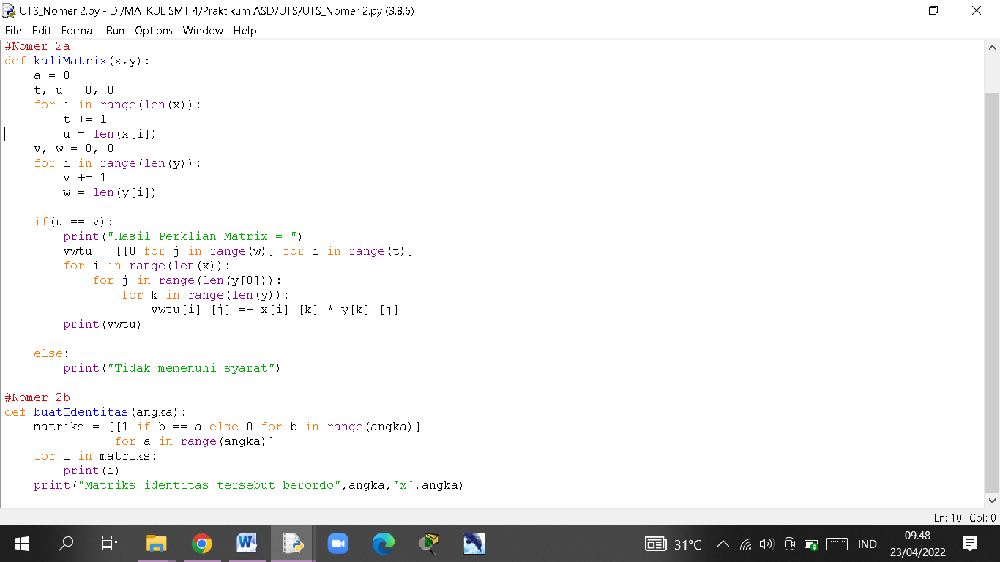 UTS_Nomer 2.py - D:/MATKUL SMT 4/Praktikum ASD/UTS/UTS_Nomer 2.py (3.8.6)
File Edit Format Run Options Window Help
#Nomer 2a
def kaliMatrix(x,y):
    a = 0
    t, u = 0, 0
    for i in range(len(x)):
        t += 1
        u = len(x[i])
    v, w = 0, 0
    for i in range(len(y)):
        v += 1
        w = len(y[i])
    if(u == v):
        print("Hasil Perklian Matrix = ")
        vwtu = [[0 for j in range(w)] for i in range(t)]
        for i in range(len(x)):
            for j in range(len(y[0])):
                for k in range(len(y)):
                    vwtu[i] [j] =+ x[i] [k] * y[k] [j]
        print(vwtu)
    else:
        print("Tidak memenuhi syarat")
#Nomer 2b
def buatIdentitas(angka):
    matriks = [[1 if b == a else 0 for b in range(angka)]
               for a in range(angka)]
    for i in matriks:
        print(i)
    print("Matriks identitas tersebut berordo",angka,'x',angka)
Ln: 10 Col: 0
31°C IND
09.48
23/04/2022